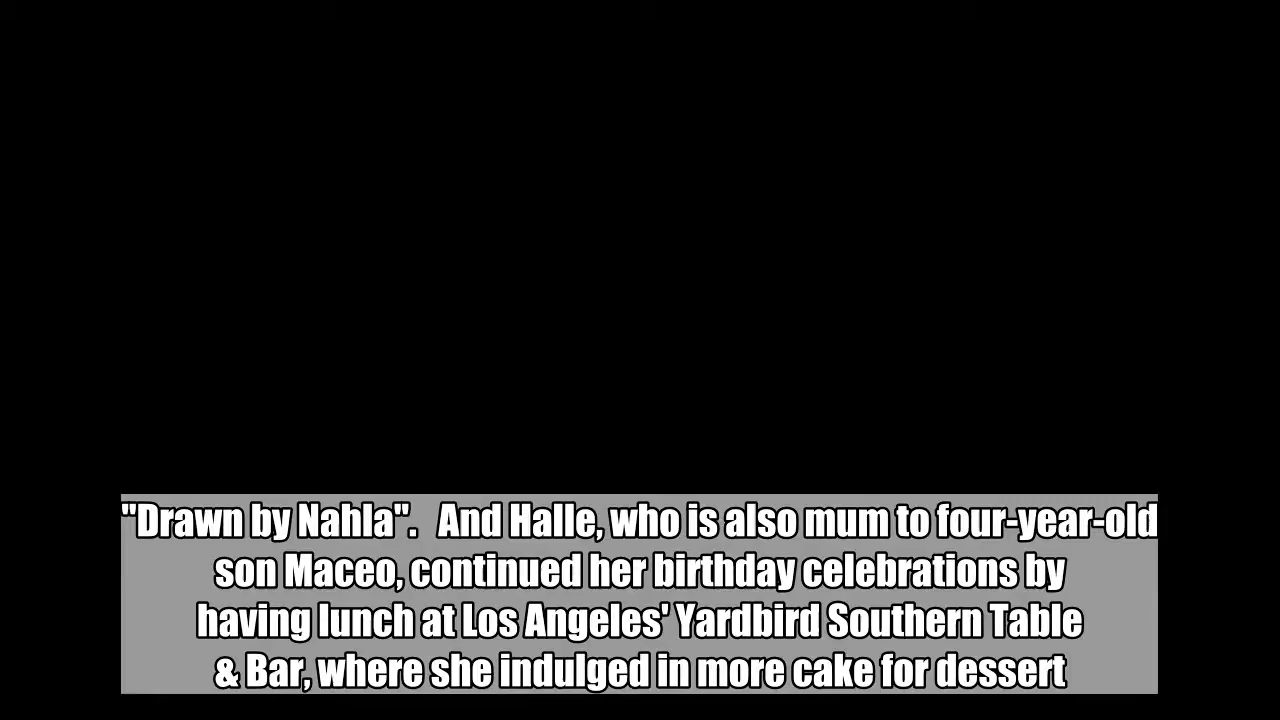 "Drawn by Nahla".   And Halle, who is also mum to four-year-old
son Maceo, continued her birthday celebrations by
having lunch at Los Angeles' Yardbird Southern Table
& Bar, where she indulged in more cake for dessert